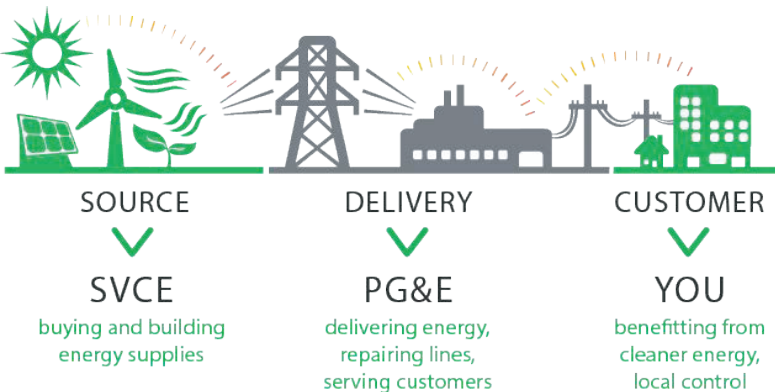 SOURCE
DELIVERY
CUSTOMER
SVCE
PG&E
YOU
buying and building
energy supplies
delivering energy,
repairing lines,
serving customers
benefitting from
cleaner energy,
local control